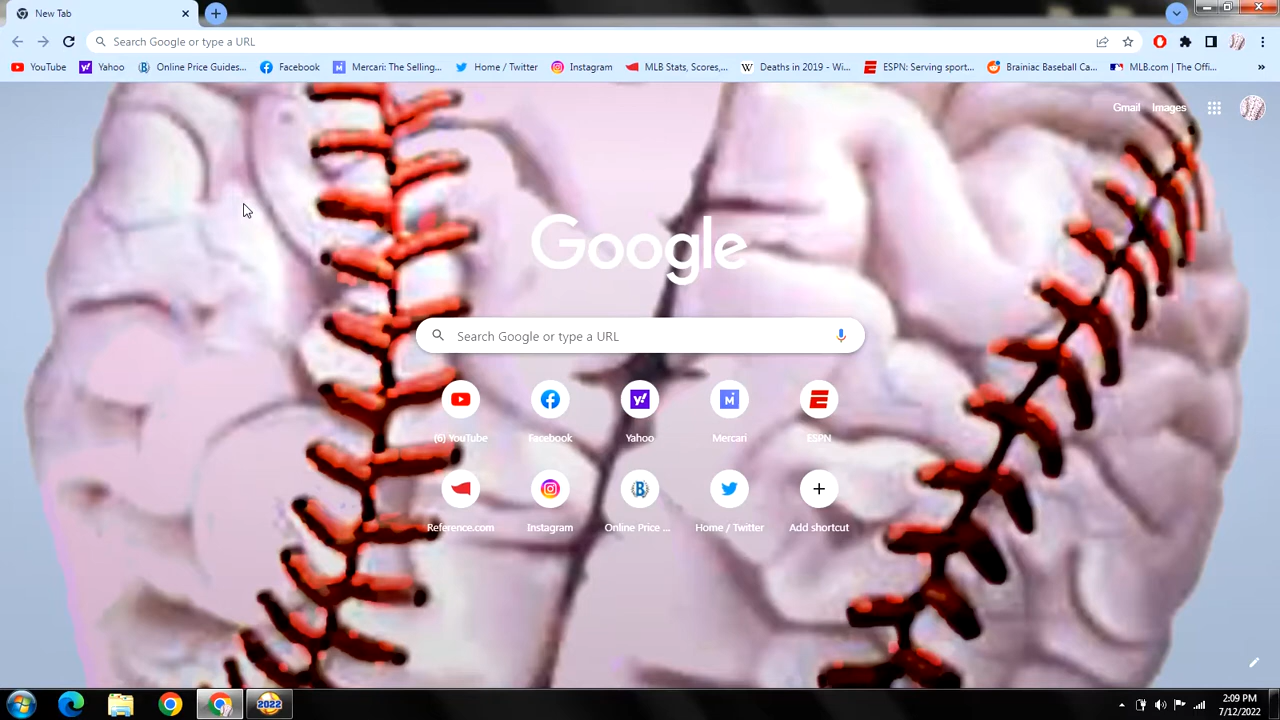 New Tab
Search Google or type a URL
YouTube
Yahoo
Online Price Guides...
Facebook
Mercari: The Selling...
Home / Twitter
Instagram
MLB Stats, Scores,...
W
Death in 2019 - Wi...
ESPN: Serving sport...
Brainiac Baseball Ca...
MLB.com | The Offi...
Gmail
Images
Google
Search Google or type a URL
(6) YouTube
Facebook
Yahoo
Mercari
ESPN
Reference.com
Instagram
Online Price ...
Home / Twitter
Add shortcut
2022
2:09 PM
7/12/2022